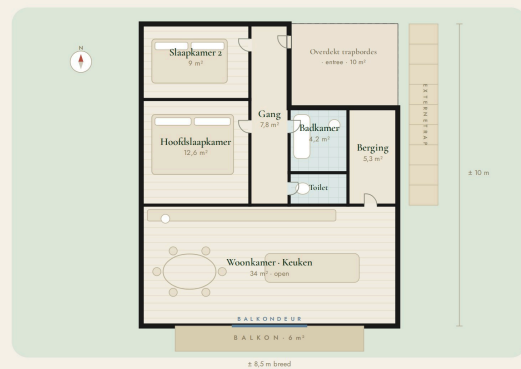 N
Slaapkamer 2
9 m²
Overdekt trapbordes
· entree · 10 m²
Gang
7,8 m²
Badkamer
4,2 m²
Berging
5,3 m²
EXTERNE TRAP
Hoofdslaapkamer
12,6 m²
Toilet
± 10 m
Woonkamer · Keuken
34 m² · open
BALKONDEUR
BALKON · 6 m²
± 8,5 m breed